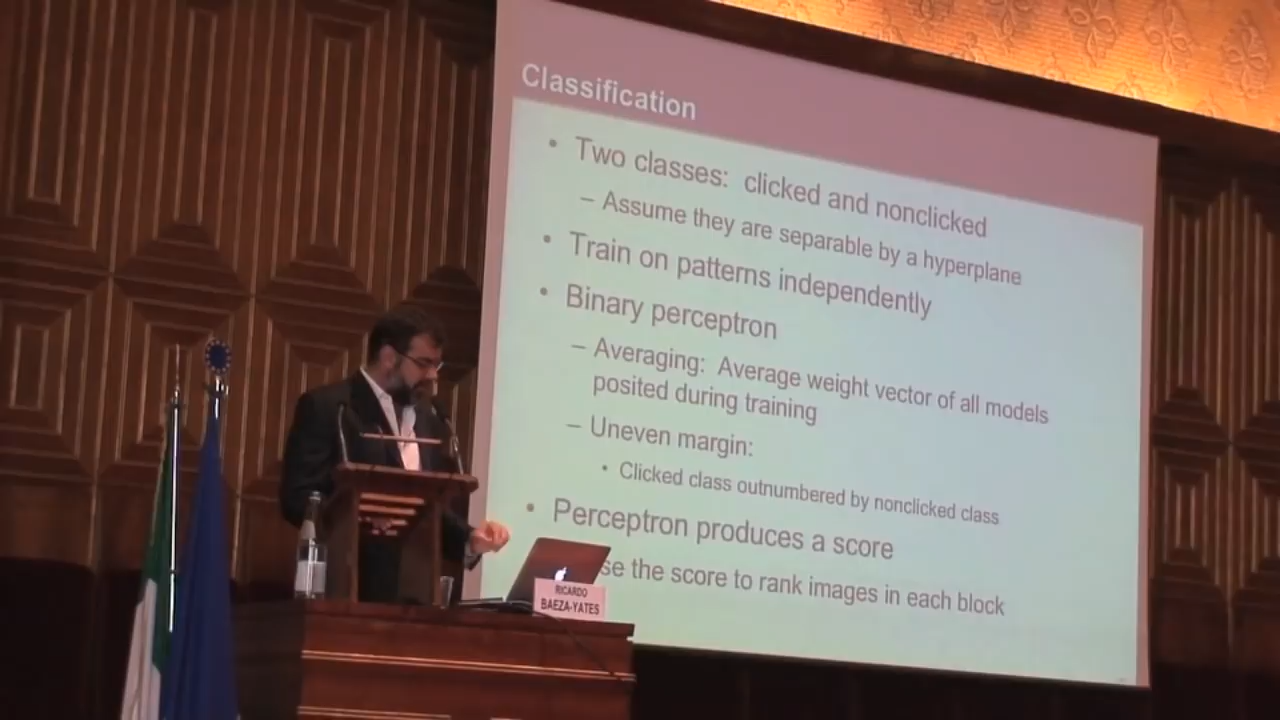 Classification
• Two classes: clicked and nonclicked
– Assume they are separable by a hyperplane
• Train on patterns independently
• Binary perceptron
– Averaging: Average weight vector of all models
posited during training
– Uneven margin:
• Clicked class outnumbered by nonclicked class
• Perceptron produces a score
se the score to rank images in each block
RICARDO
BAEZA-YATES